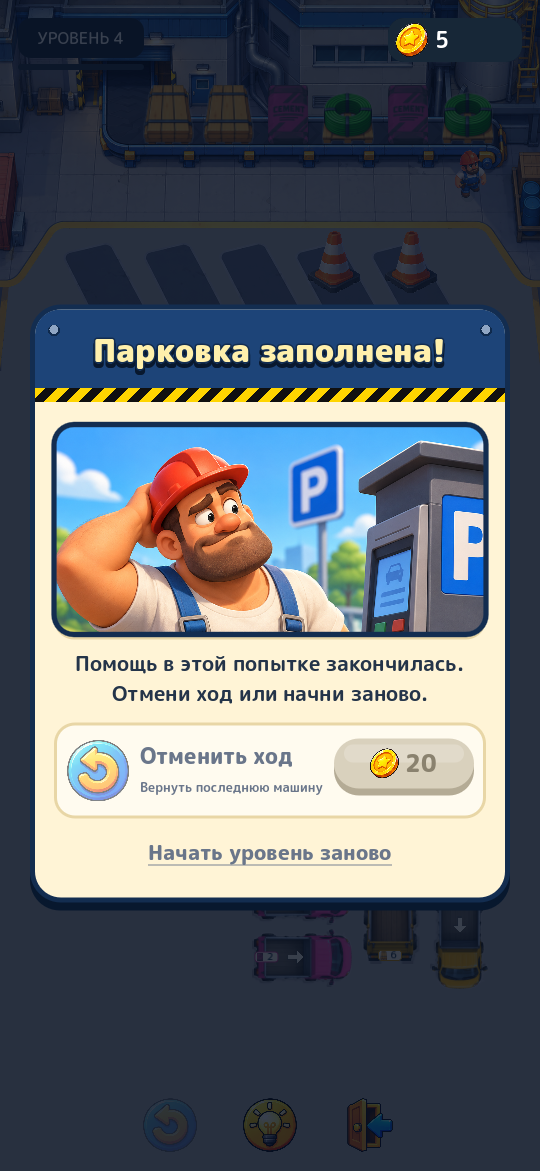 УРОВЕНЬ 4
5
Парковка заполнена!
P
P
Помощь в этой попытке закончилась.
Отмени ход или начни заново.
Отменить ход
20
Вернуть последнюю машину
Начать уровень заново